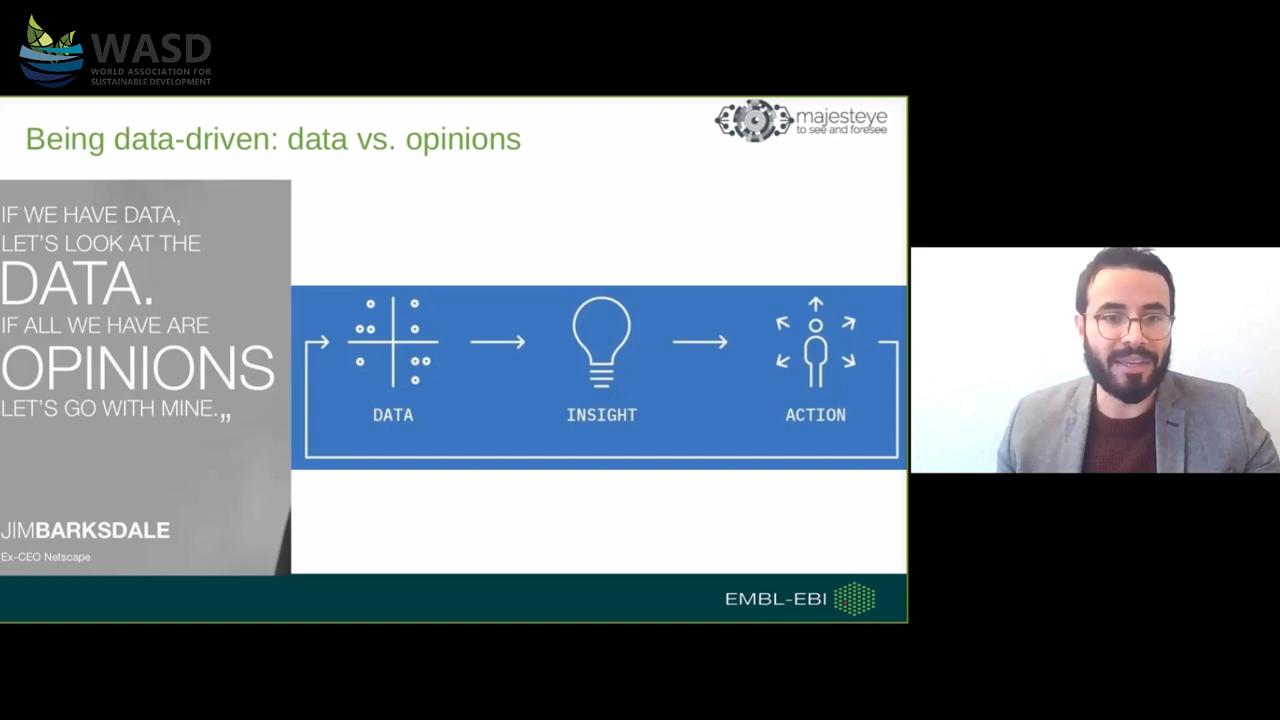 WASD
WORLD ASSOCIATION FOR
SUSTAINABLE DEVELOPMENT
Being data-driven: data vs. opinions
majesteye
to see and foresee
IF WE HAVE DATA,
LET'S LOOK AT THE
DATA.
IF ALL WE HAVE ARE
OPINIONS
LET'S GO WITH MINE.„
JIMBARKSDALE
Ex-CEO Netscape
DATA
INSIGHT
ACTION
EMBL-EBI